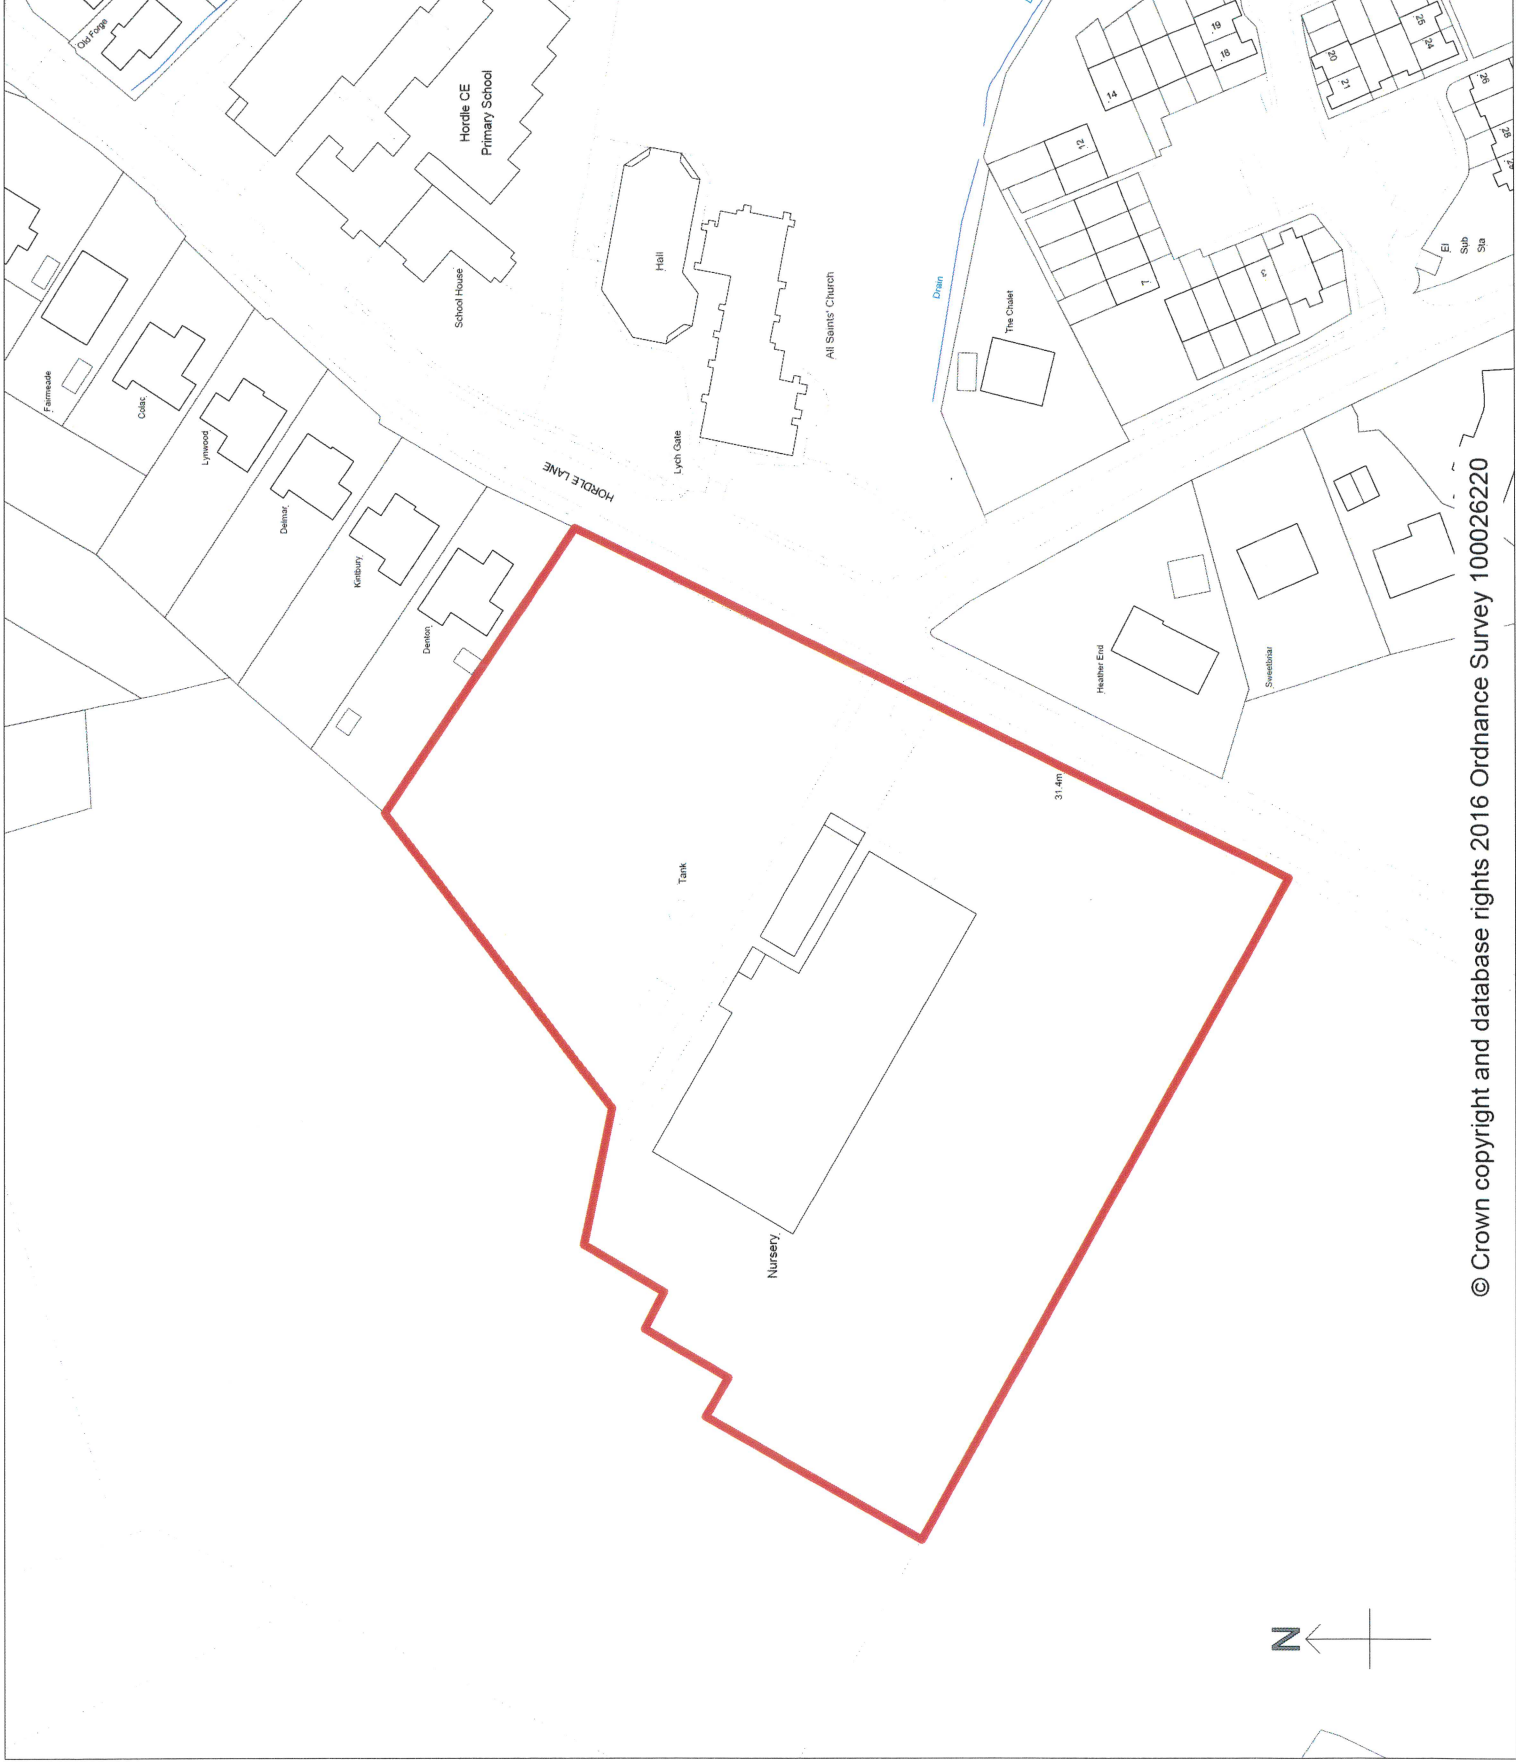 Old Forge
Hordle CE
Primary School
School House
Hall
All Saints' Church
Lych Gate
HORDLE LANE
Fairmeade
Colac
Lynwood
Delmar
Kintbury
Denton
Drain
The Chalet
14
19
18
20
21
25
24
26
28
12
7
3
El
Sub
Sta
Heather End
Sweetbriar
31.4m
Tank
Nursery
N
© Crown copyright and database rights 2016 Ordnance Survey 100026220